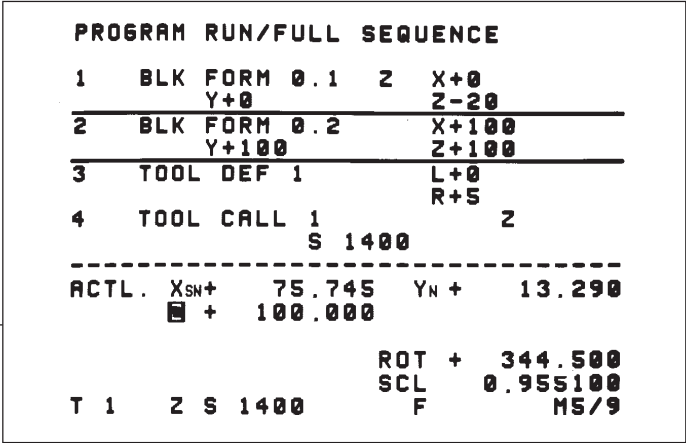 PROGRAM RUN/FULL SEQUENCE
1 BLK FORM 0.1 Z X+0
Y+0 Z-20
2 BLK FORM 0.2 X+100
Y+100 Z+100
3 TOOL DEF 1 L+0
R+5
4 TOOL CALL 1 Z
S 1400
ACTL. XSN+ 75.745 YN + 13.290
+ 100.000
ROT + 344.500
SCL 0.955100
T 1 Z S 1400 F M5/9